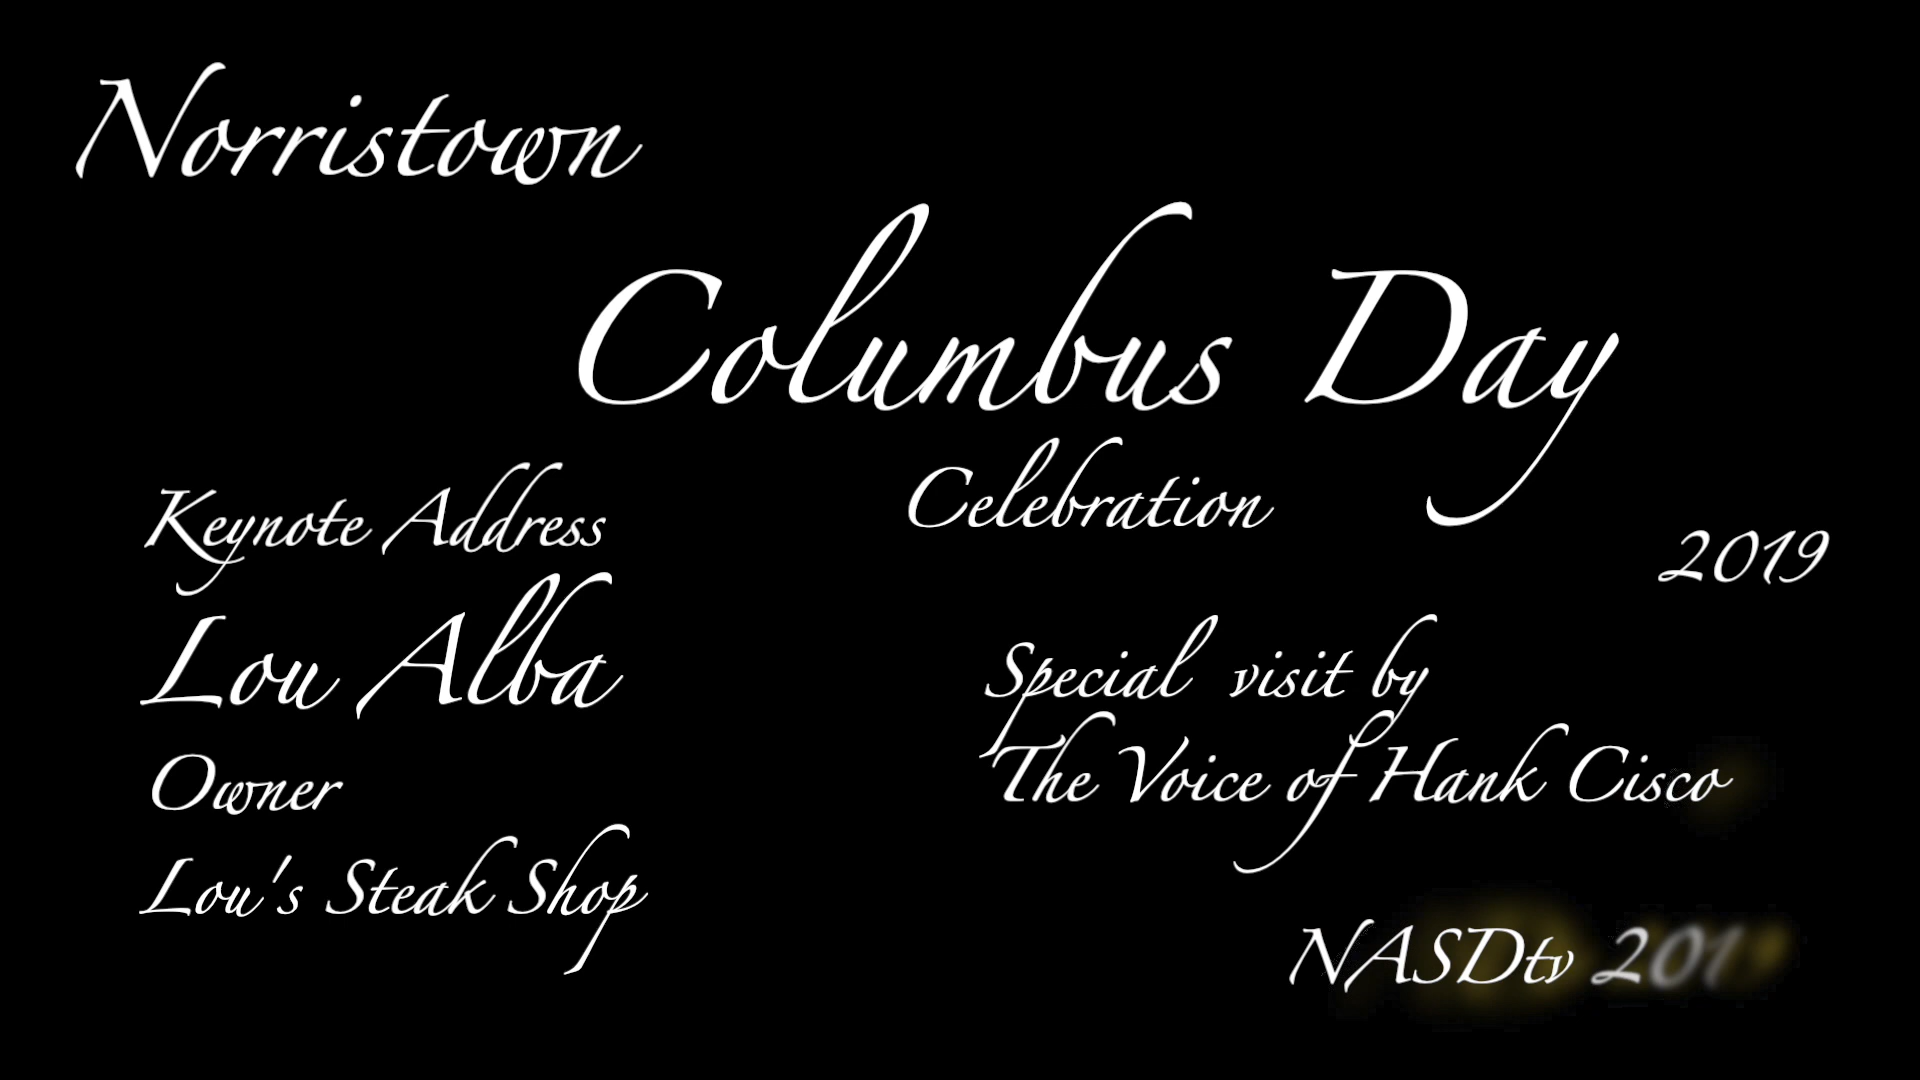 Norristown
Columbus Day
Celebration
2019
Keynote Address
Lou Alba
Owner
Lou's Steak Shop
Special visit by
The Voice of Hank Cisco
NASDtv 2019